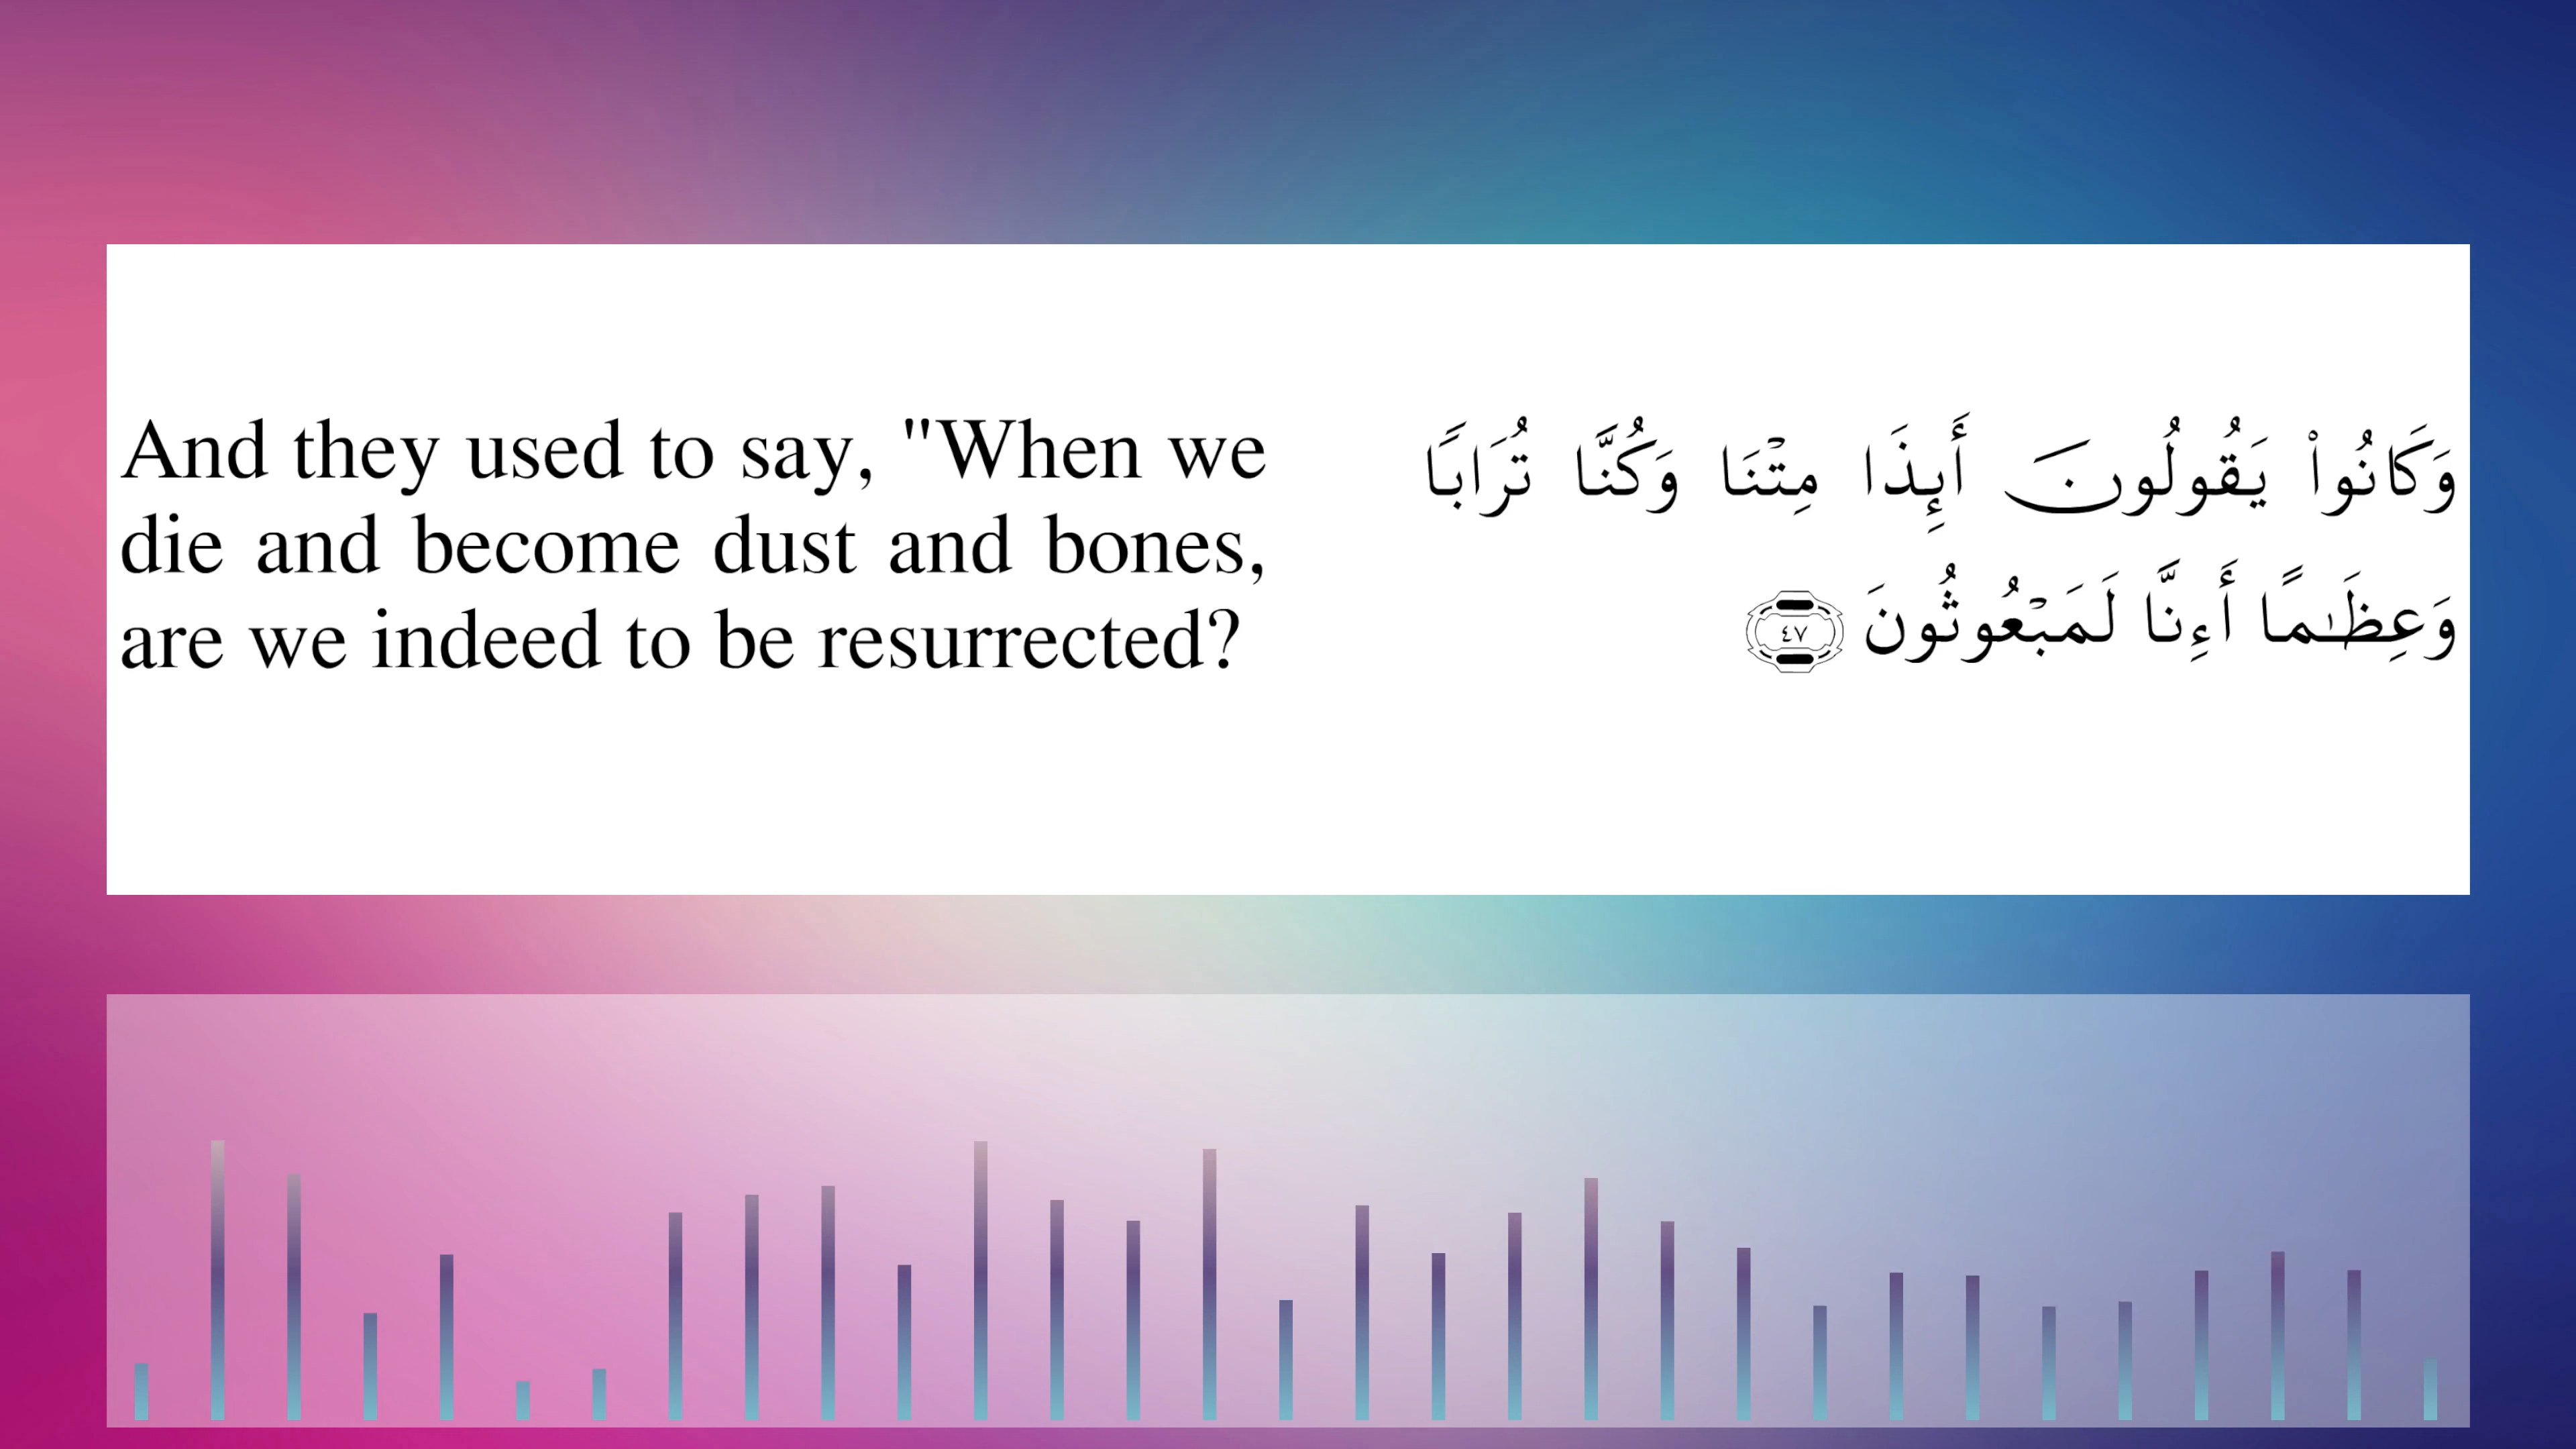 And they used to say, "When we
die and become dust and bones,
are we indeed to be resurrected?
وَكَانُوا۟ يَقُولُونَ أَئِذَا مِتْنَا وَكُنَّا تُرَابًا
وَعِظَـٰمًا أَءِنَّا لَمَبْعُوثُونَ ٤٧